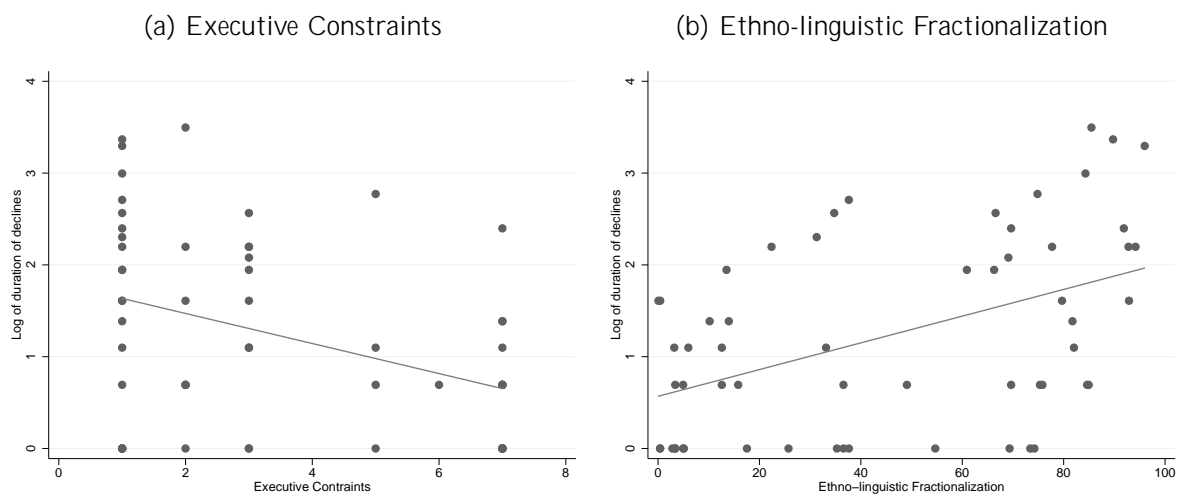 (a) Executive Constraints
(b) Ethno-linguistic Fractionalization
4
3
2
1
0
Log of duration of declines
0 2 4 6 8
Executive Contraints
4
3
2
1
0
Log of duration of declines
0 20 40 60 80 100
Ethno–linguistic Fractionalization